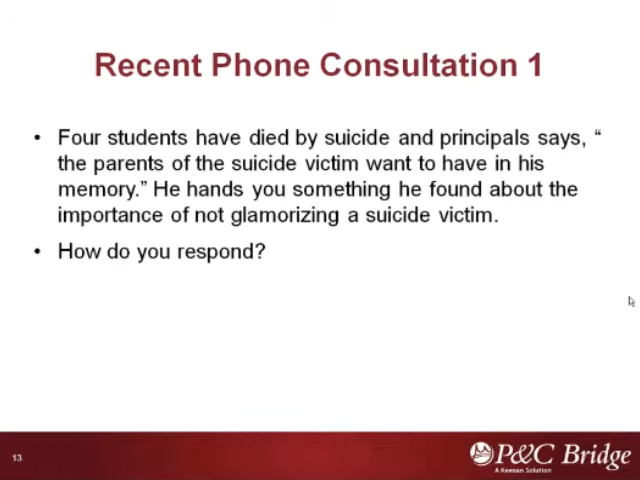 Recent Phone Consultation 1
• Four students have died by suicide and principals says, “
the parents of the suicide victim want to have in his
memory.” He hands you something he found about the
importance of not glamorizing a suicide victim.
• How do you respond?
13
P&C Bridge
A Keenan Solution